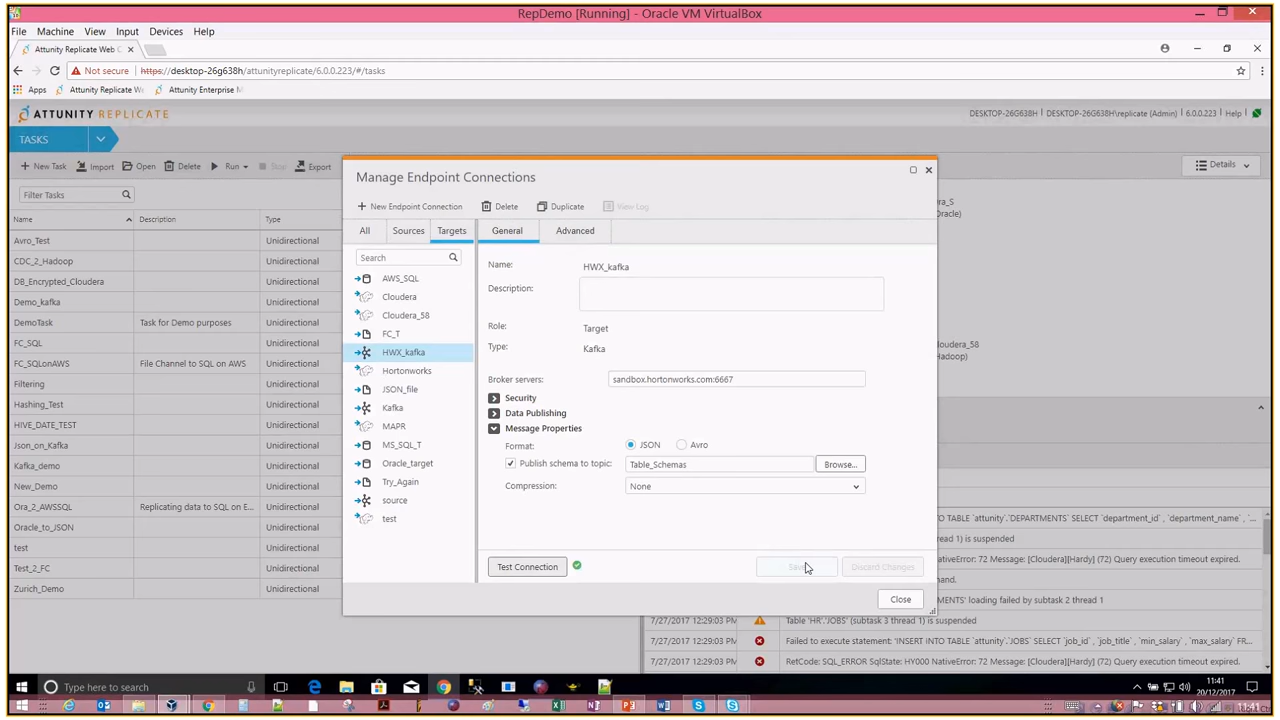 RepDemo [Running] - Oracle VM VirtualBox
File Machine View Input Devices Help
Attunity Replicate Web C
Not secure https://desktop-26g638h/attunityreplicate/6.0.0.223/#/tasks
Apps Attunity Replicate We Attunity Enterprise M
ATTUNITY REPLICATE
DESKTOP-26G638H DESKTOP-26G638H\replicate (Admin) 6.0.0.223 Help
TASKS
New Task Import Open Delete Run Stop Export Details
Filter Tasks
Name Description Type
Avro_Test Unidirectional
CDC_2_Hadoop Unidirectional
DB_Encrypted_Cloudera Unidirectional
Demo_kafka Unidirectional
DemoTask Task for Demo purposes Unidirectional
FC_SQL Unidirectional
FC_SQLonAWS File Channel to SQL on AWS Unidirectional
Filtering Unidirectional
Hashing_Test Unidirectional
HIVE_DATE_TEST Unidirectional
Json_on_Kafka Unidirectional
Kafka_demo Unidirectional
New_Demo Unidirectional
Ora_2_AWSSQL Replicating data to SQL on E... Unidirectional
Oracle_to_JSON Unidirectional
test Unidirectional
Test_2_FC Unidirectional
Zurich_Demo Unidirectional
Manage Endpoint Connections
New Endpoint Connection Delete Duplicate View Log
All Sources Targets
Search
AWS_SQL
Cloudera
Cloudera_58
FC_T
HWX_kafka
Hortonworks
JSON_file
Kafka
MAPR
MS_SQL_T
Oracle_target
Try_Again
source
test
General Advanced
Name: HWX_kafka
Description:
Role: Target
Type: Kafka
Broker servers: sandbox.hortonworks.com:6667
Security
Data Publishing
Message Properties
Format: JSON Avro
Publish schema to topic: Table_Schemas Browse...
Compression: None
Test Connection Discard Changes
Close
ra_S
Oracle)
loudera_58
Hadoop)
INTO TABLE `attunity`.`DEPARTMENTS` SELECT `department_id` , `department_name` , `...
thread 1) is suspended
NativeError: 72 Message: [Cloudera][Hardy] (72) Query execution timeout expired.
mand.
MENTS' loading failed by subtask 2 thread 1
7/27/2017 12:29:03 PM Table 'HR'.'JOBS' (subtask 3 thread 1) is suspended
7/27/2017 12:29:03 PM Failed to execute statement: 'INSERT INTO TABLE `attunity`.`JOBS` SELECT `job_id` , `job_title` , `min_salary` , `max_salary` FR...
7/27/2017 12:29:03 PM RetCode: SQL_ERROR SqlState: HY000 NativeError: 72 Message: [Cloudera][Hardy] (72) Query execution timeout expired.
Type here to search
11:41
20/12/2017
11:41